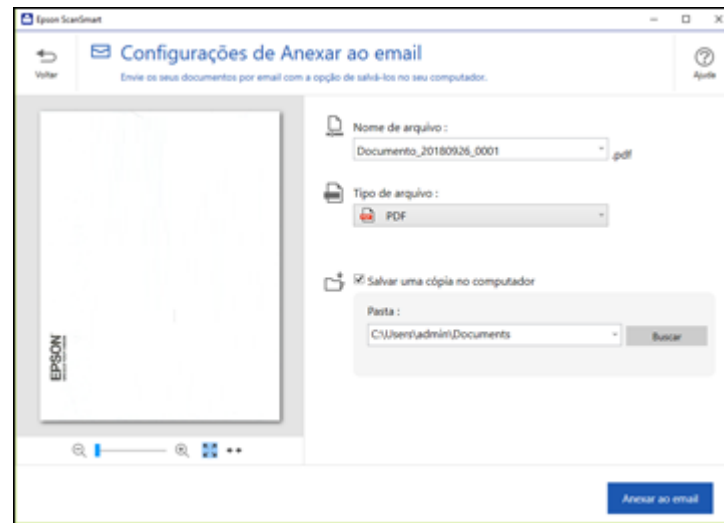 Epson ScanSmart
Voltar
Configurações de Anexar ao email
Envie os seus documentos por email com a opção de salvá-los no seu computador.
Ajuda
Nome de arquivo :
Documento_20180926_0001
.pdf
Tipo de arquivo :
PDF
Salvar uma cópia no computador
Pasta :
C:\Users\admin\Documents
Buscar
EPSON
Anexar ao email